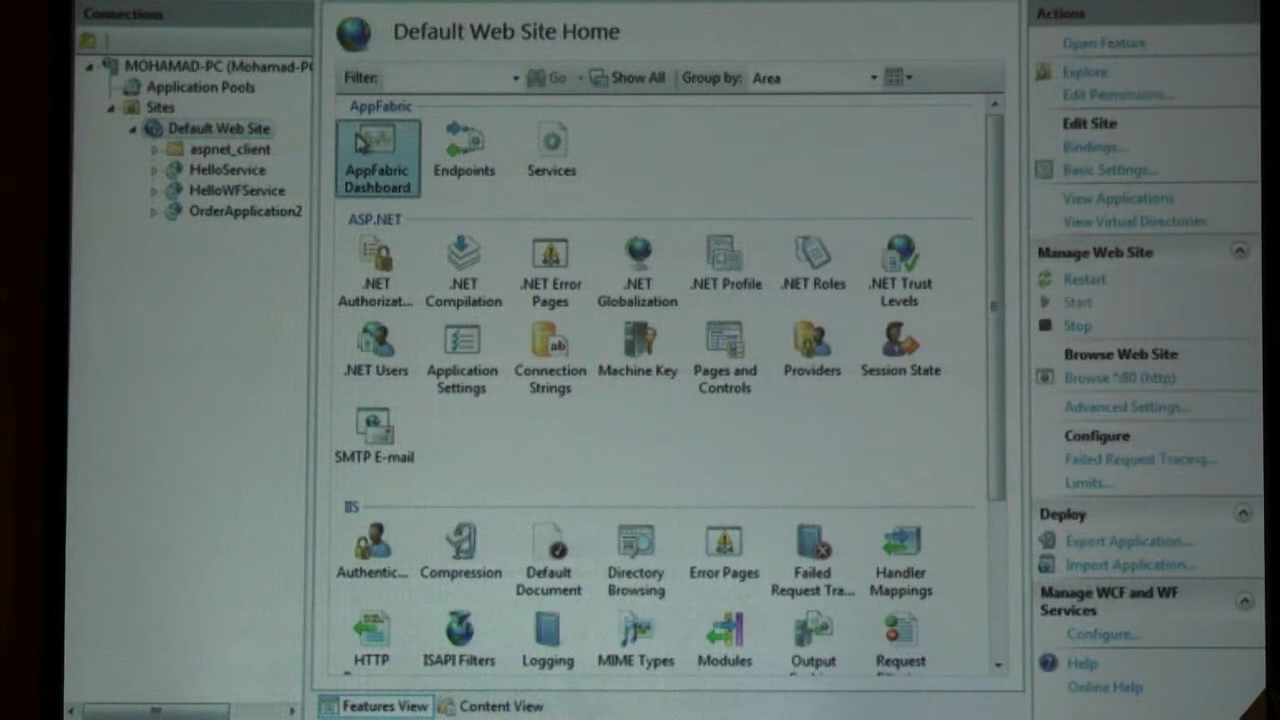 Connections
MOHAMAD-PC (Mohamad-PC
Application Pools
Sites
Default Web Site
aspnet_client
HelloService
HelloWFService
OrderApplication2
Default Web Site Home
Filter: Go Show All Group by: Area
AppFabric
AppFabric Dashboard
Endpoints
Services
ASP.NET
.NET Authorizat...
.NET Compilation
.NET Error Pages
.NET Globalization
.NET Profile
.NET Roles
.NET Trust Levels
.NET Users
Application Settings
Connection Strings
Machine Key
Pages and Controls
Providers
Session State
SMTP E-mail
IIS
Authentic...
Compression
Default Document
Directory Browsing
Error Pages
Failed Request Tra...
Handler Mappings
HTTP
ISAPI Filters
Logging
MIME Types
Modules
Output
Request
Features View
Content View
Actions
Open Feature
Explore
Edit Permissions...
Edit Site
Bindings...
Basic Settings...
View Applications
View Virtual Directories
Manage Web Site
Restart
Start
Stop
Browse Web Site
Browse *:80 (http)
Advanced Settings...
Configure
Failed Request Tracing...
Limits...
Deploy
Export Application...
Import Application...
Manage WCF and WF Services
Configure...
Help
Online Help